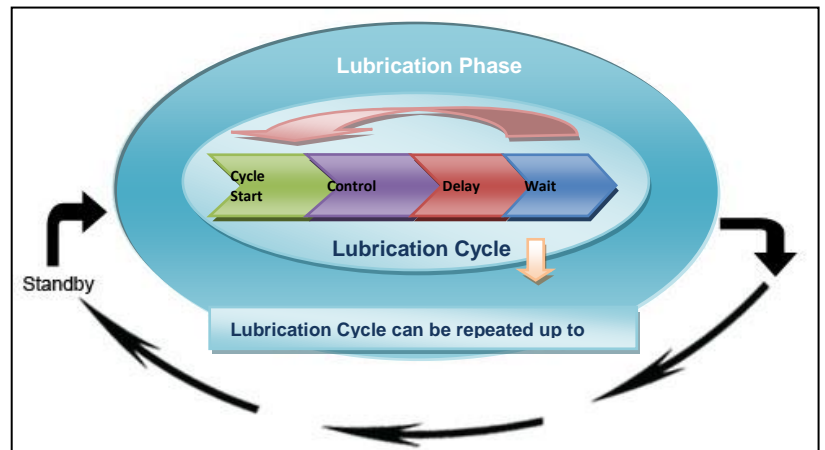 Lubrication Phase
Cycle
Start
Control
Delay
Wait
Lubrication Cycle
Standby
Lubrication Cycle can be repeated up to